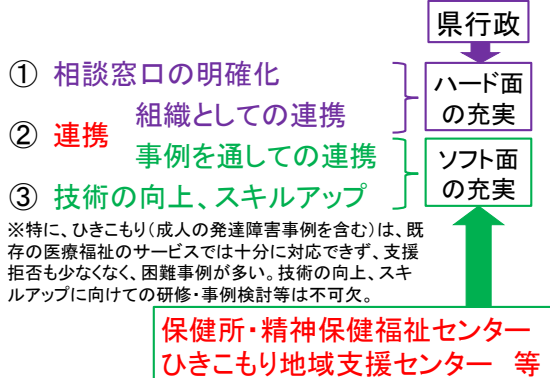 県行政
① 相談窓口の明確化
ハード面
の充実
組織としての連携
② 連携
事例を通しての連携
ソフト面
の充実
③ 技術の向上、スキルアップ
※特に、ひきこもり（成人の発達障害事例を含む）は、既
存の医療福祉のサービスでは十分に対応できず、支援
拒否も少なくなく、困難事例が多い。技術の向上、スキ
ルアップに向けての研修・事例検討等は不可欠。
保健所・精神保健福祉センター
ひきこもり地域支援センター 等